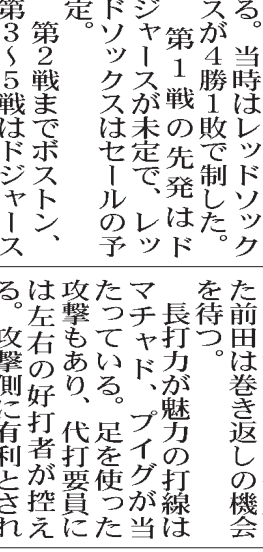 る。当時はレッドソック
スが4勝1敗で制した。
第1戦の先発はド
ジャースが未定で、レッ
ドソックスはセールの予
定。
第2戦までボストン、
第3~5戦はドジャース
た前田は巻き返しの機会
を待つ。
長打力が魅力の打線は
マチャド、プイグが当
たっている。足を使った
攻撃もあり、代打要員に
は左右の好打者が控え
る。攻撃側に有利とされ